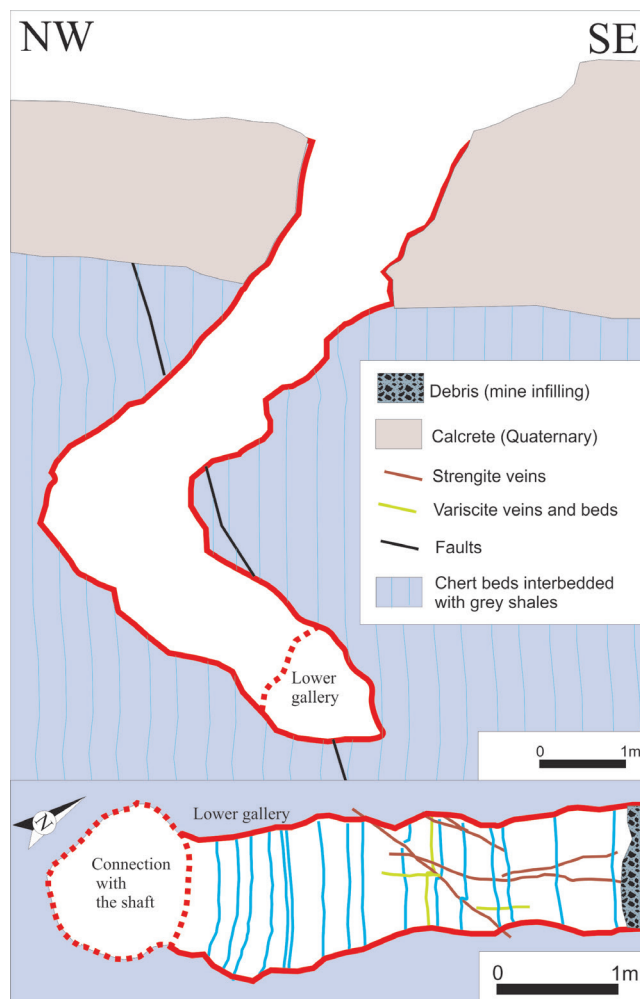 NW
SE
Debris (mine infilling)
Calcrete (Quaternary)
Strengite veins
Variscite veins and beds
Faults
Chert beds interbedded
with grey shales
Lower
gallery
0 1m
Lower gallery
N
Connection
with
the shaft
0 1m